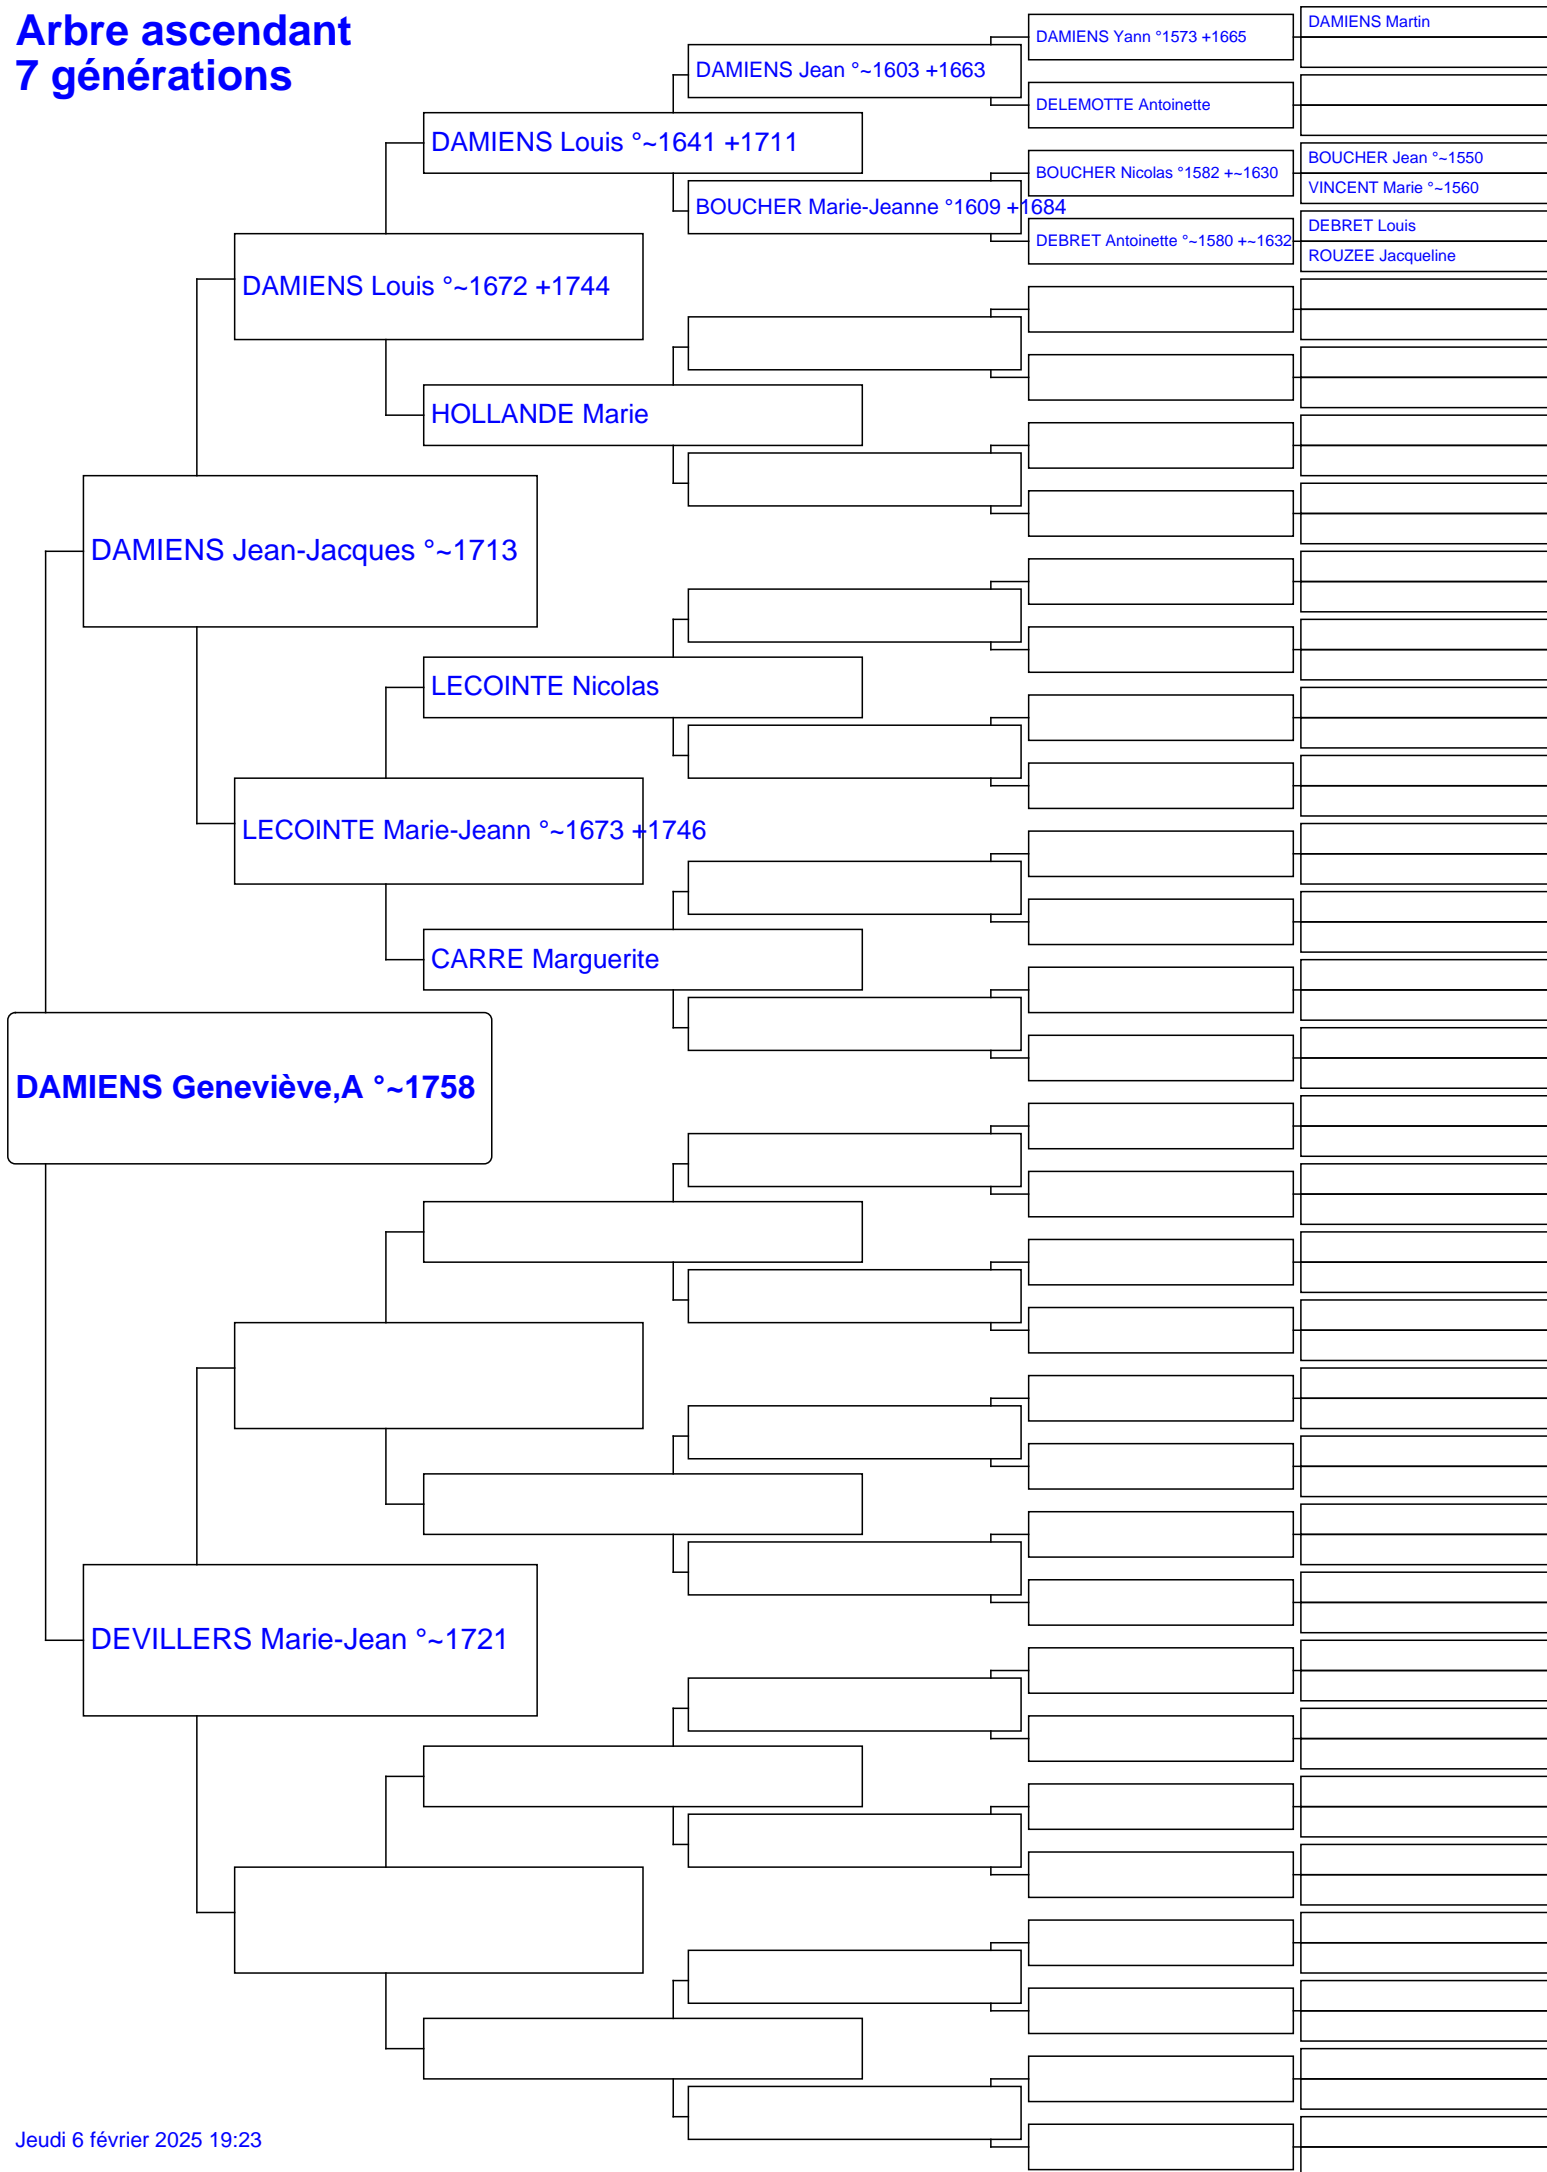 Arbre ascendant
7 générations
DAMIENS Martin
DAMIENS Yann °1573 +1665
DAMIENS Jean °~1603 +1663
DELEMOTTE Antoinette
DAMIENS Louis °~1641 +1711
BOUCHER Jean °~1550
BOUCHER Nicolas °1582 +~1630
VINCENT Marie °~1560
BOUCHER Marie-Jeanne °1609 +1684
DEBRET Louis
DEBRET Antoinette °~1580 +~1632
ROUZEE Jacqueline
DAMIENS Louis °~1672 +1744
HOLLANDE Marie
DAMIENS Jean-Jacques °~1713
LECOINTE Nicolas
LECOINTE Marie-Jeann °~1673 +1746
CARRE Marguerite
DAMIENS Geneviève,A °~1758
DEVILLERS Marie-Jean °~1721
Jeudi 6 février 2025 19:23